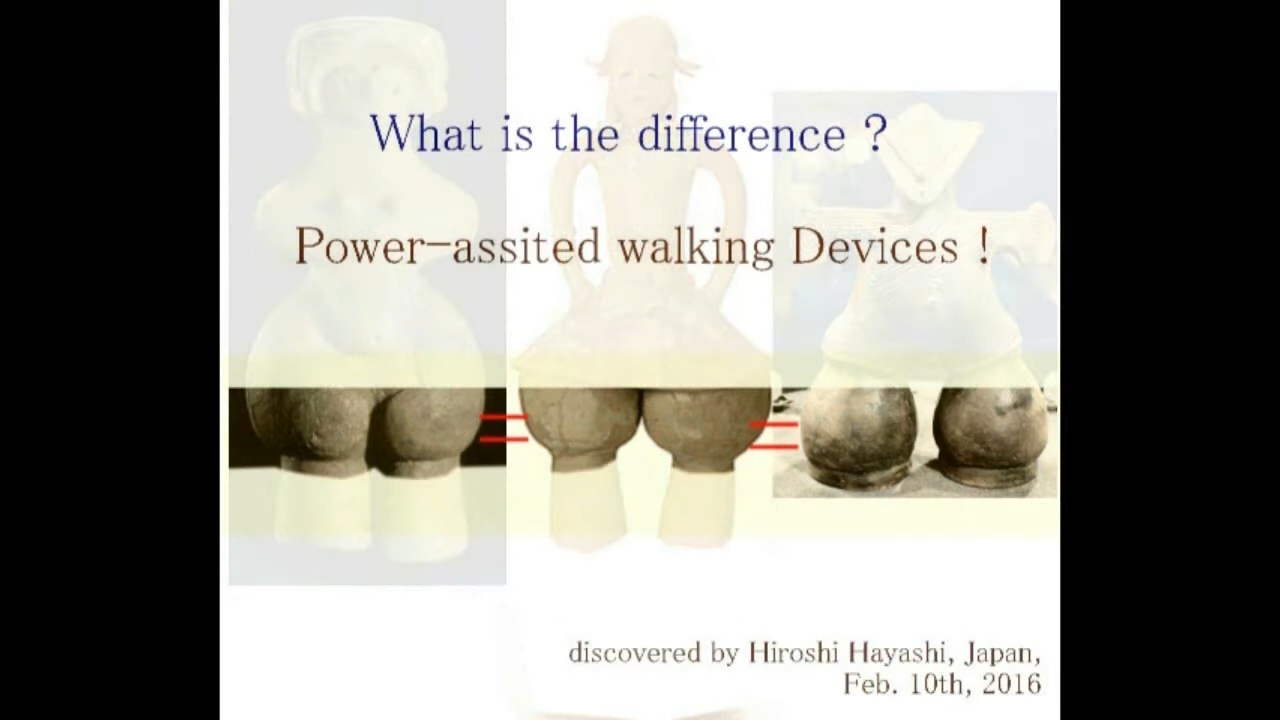 What is the difference ?
Power-assited walking Devices !
discovered by Hiroshi Hayashi, Japan,
Feb. 10th, 2016